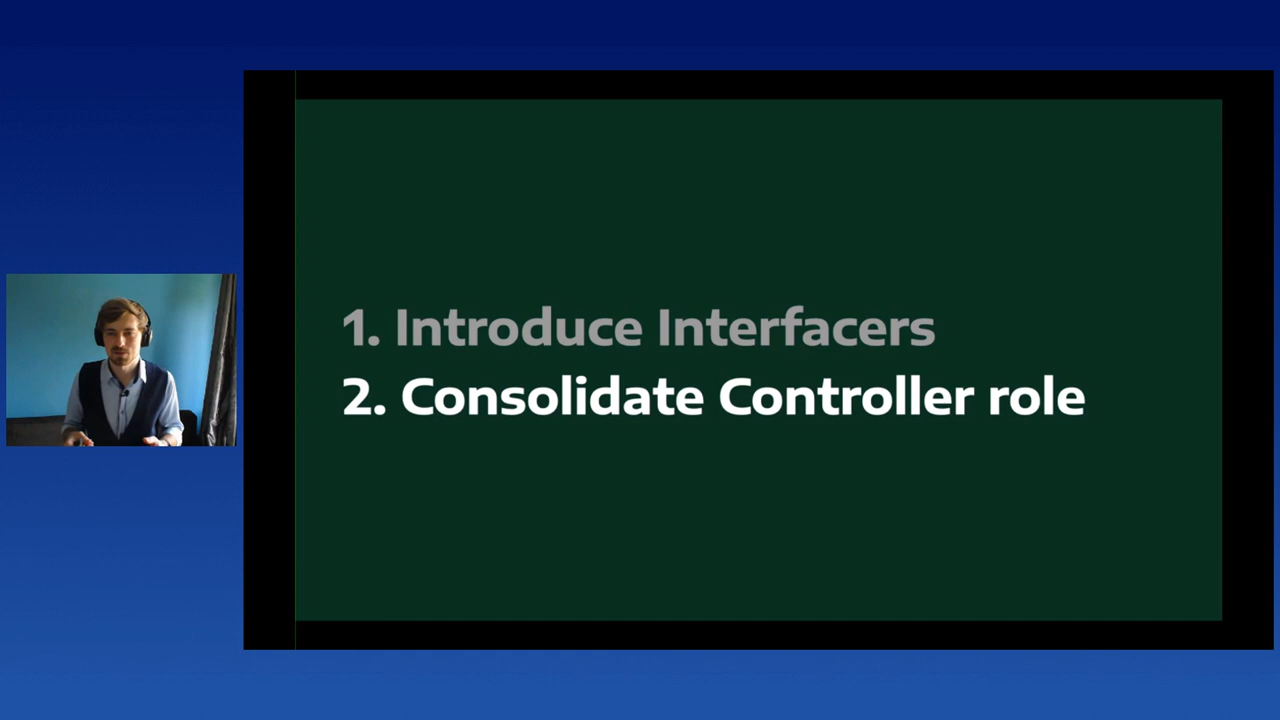 1. Introduce Interfacers
2. Consolidate Controller role